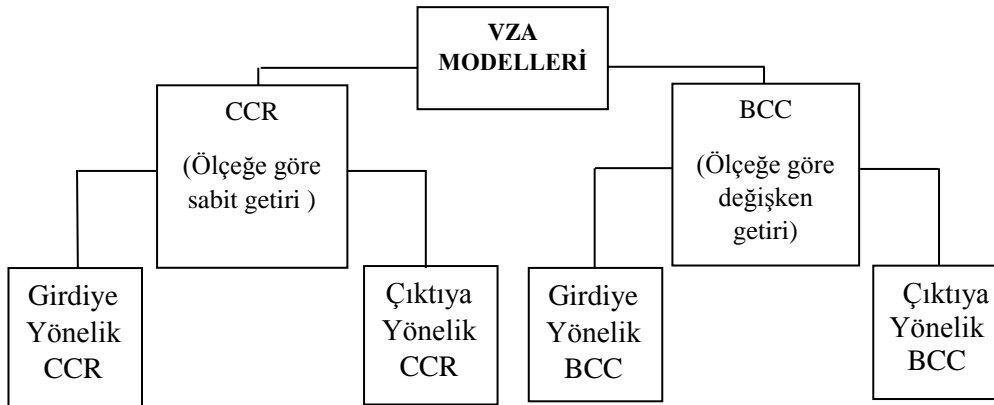 VZA
MODELLERİ
CCR
(Ölçeğe göre
sabit getiri )
BCC
(Ölçeğe göre
değişken
getiri)
Girdiye
Yönelik
CCR
Çıktıya
Yönelik
CCR
Girdiye
Yönelik
BCC
Çıktıya
Yönelik
BCC